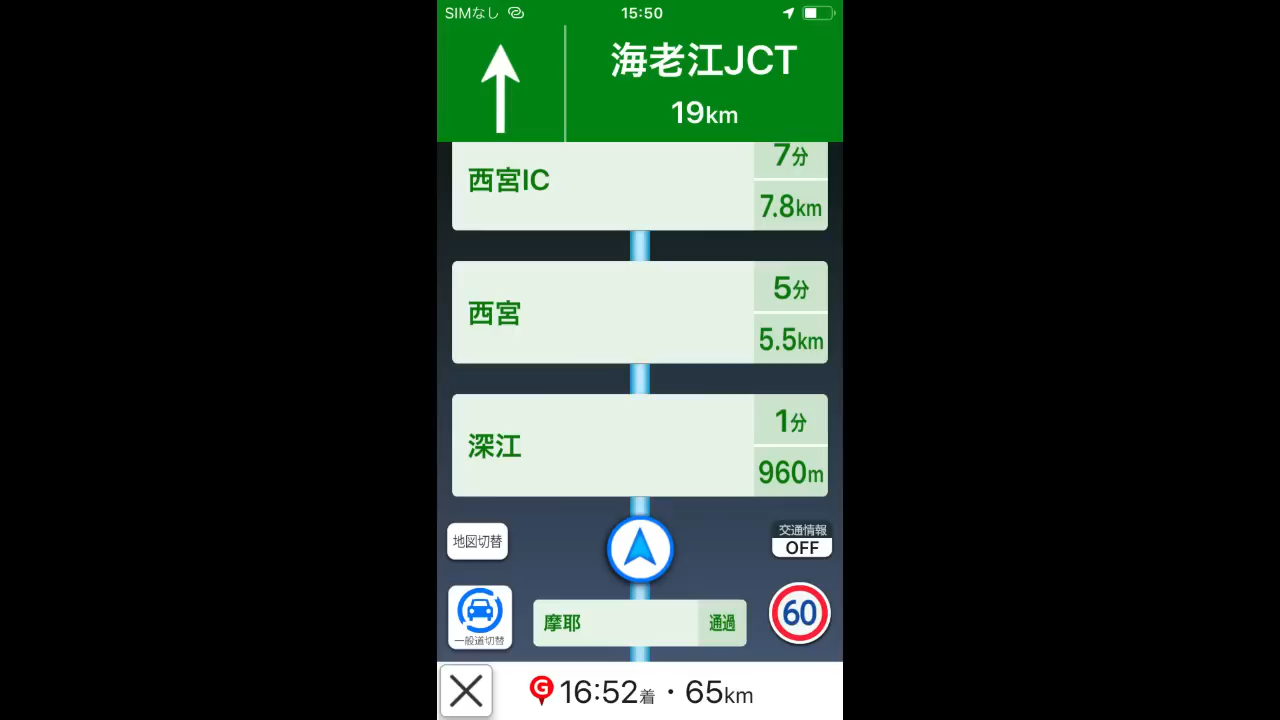 SIMなし 15:50
海老江JCT
19km
西宮IC
7分
7.8km
西宮
5分
5.5km
深江
1分
960m
地図切替
交通情報
OFF
一般道切替
摩耶 通過
60
G 16:52着・65km